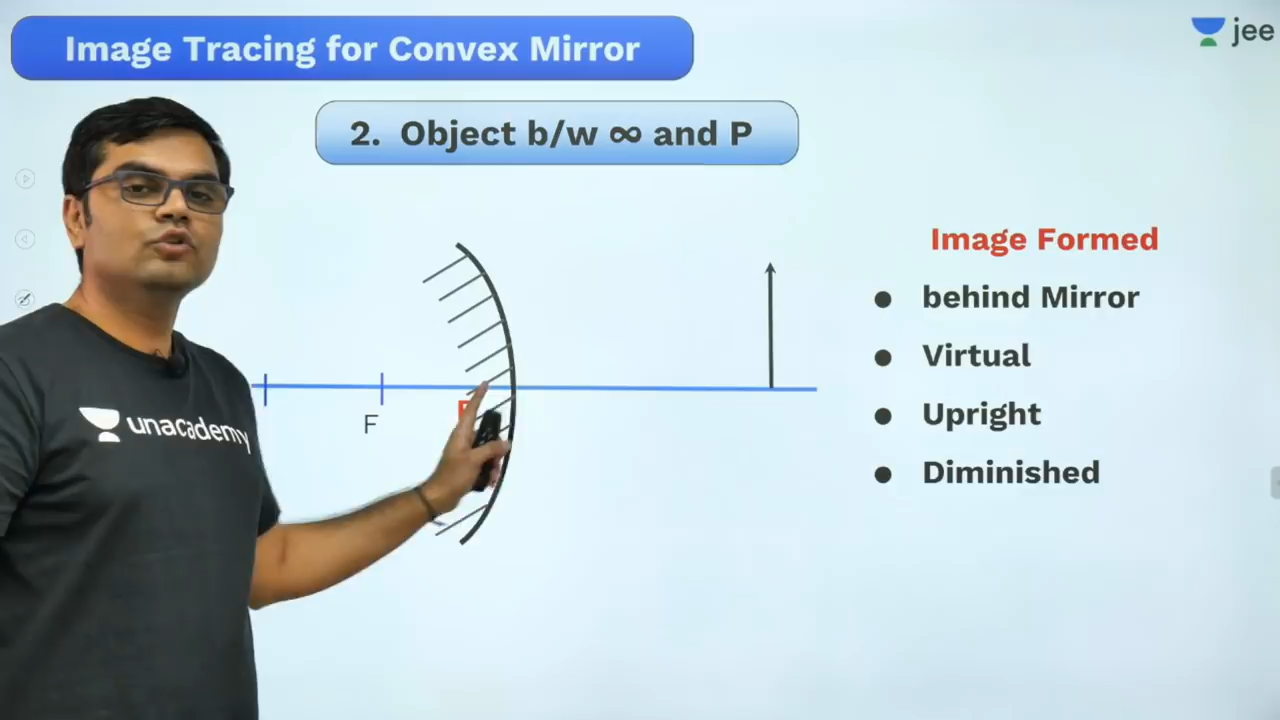 Image Tracing for Convex Mirror
jee
2. Object b/w ∞ and P
Image Formed
● behind Mirror
● Virtual
● Upright
● Diminished
F
unacademy